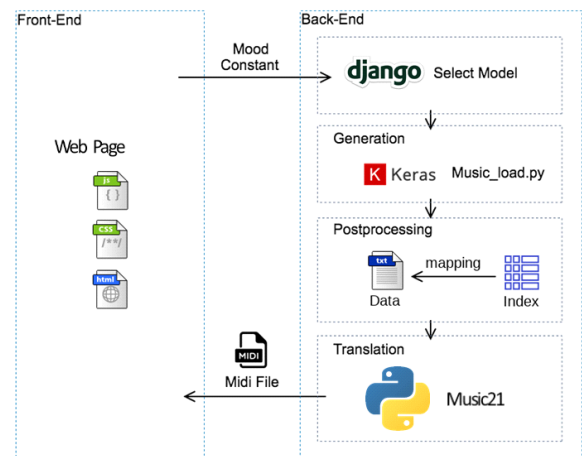 Front-End
Back-End
Mood
Constant
django
Select Model
Generation
Web Page
K Keras
Music_load.py
js
{ }
Postprocessing
CSS
/**/
txt
mapping
html
Data
Index
MIDI
Translation
Midi File
Music21